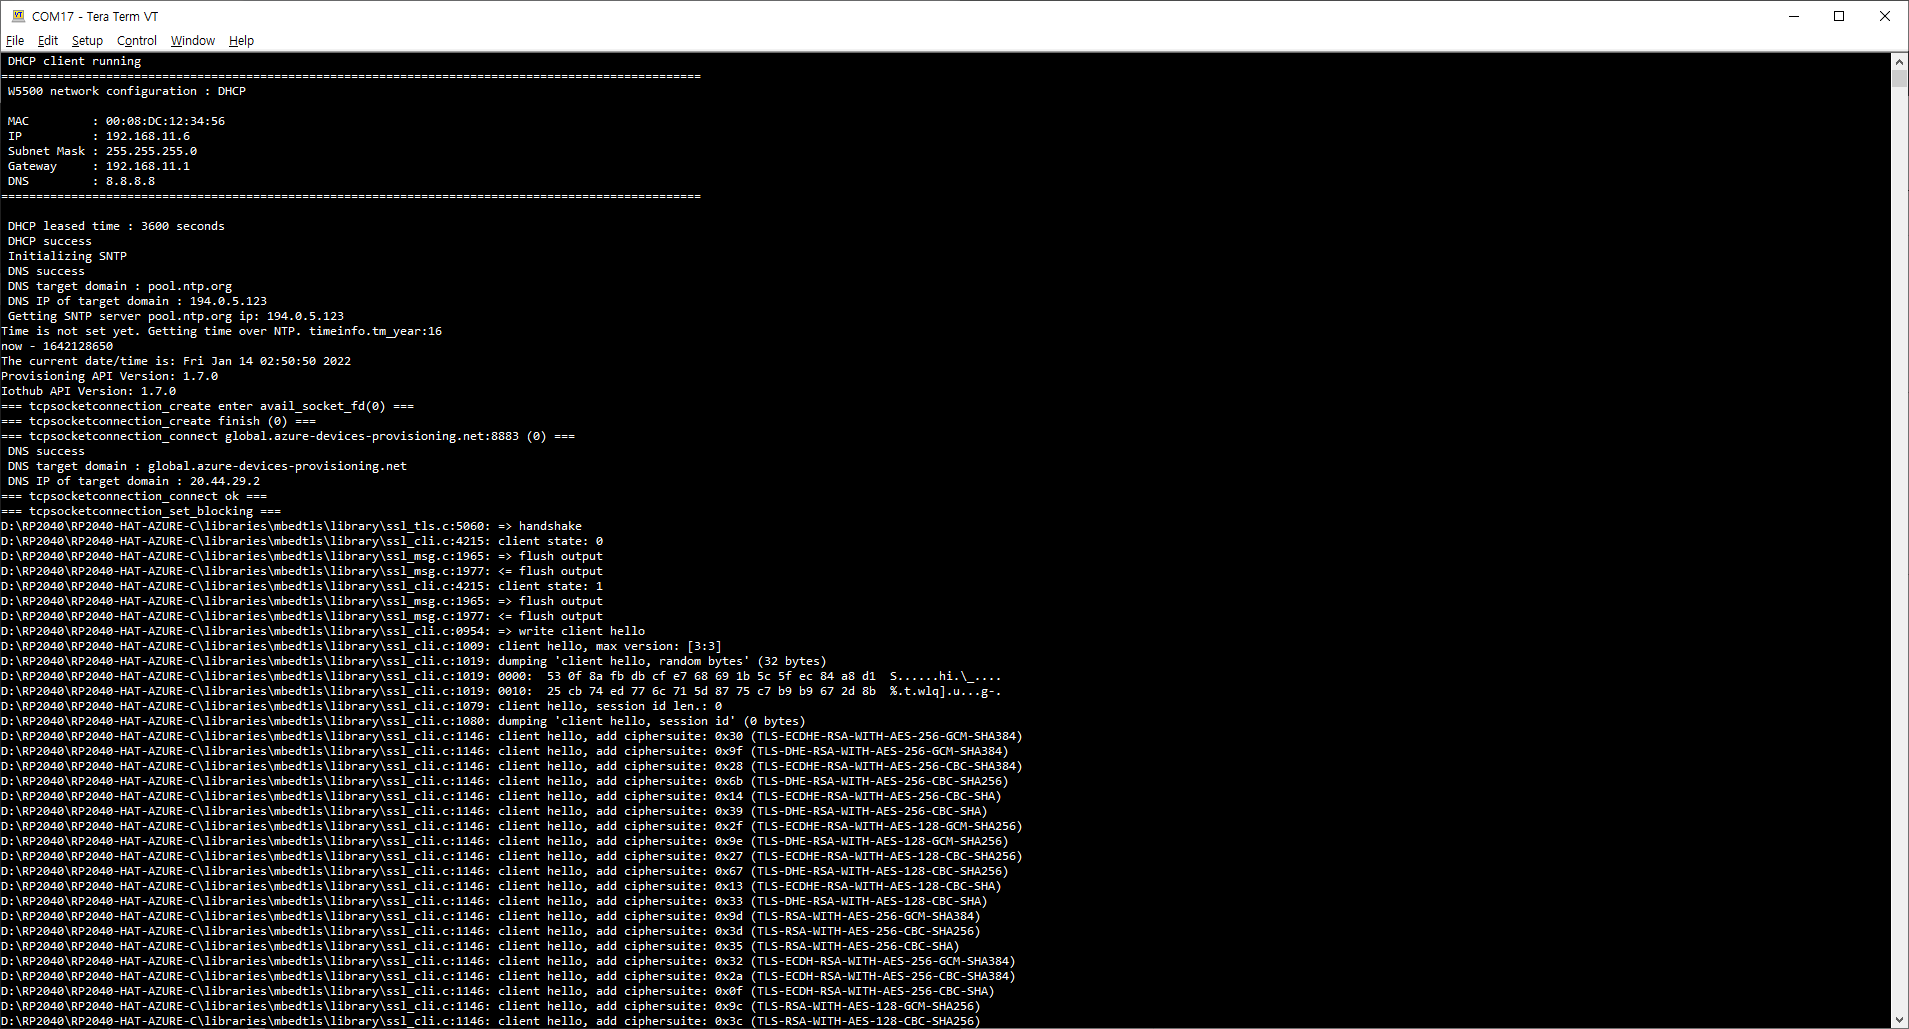 COM17 - Tera Term VT
File Edit Setup Control Window Help
DHCP client running
====================================================================================================
W5500 network configuration : DHCP
MAC         : 00:08:DC:12:34:56
IP          : 192.168.11.6
Subnet Mask : 255.255.255.0
Gateway     : 192.168.11.1
DNS         : 8.8.8.8
====================================================================================================
DHCP leased time : 3600 seconds
DHCP success
Initializing SNTP
DNS success
DNS target domain : pool.ntp.org
DNS IP of target domain : 194.0.5.123
Getting SNTP server pool.ntp.org ip: 194.0.5.123
Time is not set yet. Getting time over NTP. timeinfo.tm_year:16
now - 1642128650
The current date/time is: Fri Jan 14 02:50:50 2022
Provisioning API Version: 1.7.0
Iothub API Version: 1.7.0
=== tcpsocketconnection_create enter avail_socket_fd(0) ===
=== tcpsocketconnection_create finish (0) ===
=== tcpsocketconnection_connect global.azure-devices-provisioning.net:8883 (0) ===
DNS success
DNS target domain : global.azure-devices-provisioning.net
DNS IP of target domain : 20.44.29.2
=== tcpsocketconnection_connect ok ===
=== tcpsocketconnection_set_blocking ===
D:\RP2040\RP2040-HAT-AZURE-C\libraries\mbedtls\library\ssl_tls.c:5060: => handshake
D:\RP2040\RP2040-HAT-AZURE-C\libraries\mbedtls\library\ssl_cli.c:4215: client state: 0
D:\RP2040\RP2040-HAT-AZURE-C\libraries\mbedtls\library\ssl_msg.c:1965: => flush output
D:\RP2040\RP2040-HAT-AZURE-C\libraries\mbedtls\library\ssl_msg.c:1977: <= flush output
D:\RP2040\RP2040-HAT-AZURE-C\libraries\mbedtls\library\ssl_cli.c:4215: client state: 1
D:\RP2040\RP2040-HAT-AZURE-C\libraries\mbedtls\library\ssl_msg.c:1965: => flush output
D:\RP2040\RP2040-HAT-AZURE-C\libraries\mbedtls\library\ssl_msg.c:1977: <= flush output
D:\RP2040\RP2040-HAT-AZURE-C\libraries\mbedtls\library\ssl_cli.c:0954: => write client hello
D:\RP2040\RP2040-HAT-AZURE-C\libraries\mbedtls\library\ssl_cli.c:1009: client hello, max version: [3:3]
D:\RP2040\RP2040-HAT-AZURE-C\libraries\mbedtls\library\ssl_cli.c:1019: dumping 'client hello, random bytes' (32 bytes)
D:\RP2040\RP2040-HAT-AZURE-C\libraries\mbedtls\library\ssl_cli.c:1019: 0000:  53 0f 8a fb db cf e7 68 69 1b 5c 5f ec 84 a8 d1  S......hi.\_....
D:\RP2040\RP2040-HAT-AZURE-C\libraries\mbedtls\library\ssl_cli.c:1019: 0010:  25 cb 74 ed 77 6c 71 5d 87 75 c7 b9 b9 67 2d 8b  %.t.wlq].u...g-.
D:\RP2040\RP2040-HAT-AZURE-C\libraries\mbedtls\library\ssl_cli.c:1079: client hello, session id len.: 0
D:\RP2040\RP2040-HAT-AZURE-C\libraries\mbedtls\library\ssl_cli.c:1080: dumping 'client hello, session id' (0 bytes)
D:\RP2040\RP2040-HAT-AZURE-C\libraries\mbedtls\library\ssl_cli.c:1146: client hello, add ciphersuite: 0x30 (TLS-ECDHE-RSA-WITH-AES-256-GCM-SHA384)
D:\RP2040\RP2040-HAT-AZURE-C\libraries\mbedtls\library\ssl_cli.c:1146: client hello, add ciphersuite: 0x9f (TLS-DHE-RSA-WITH-AES-256-GCM-SHA384)
D:\RP2040\RP2040-HAT-AZURE-C\libraries\mbedtls\library\ssl_cli.c:1146: client hello, add ciphersuite: 0x28 (TLS-ECDHE-RSA-WITH-AES-256-CBC-SHA384)
D:\RP2040\RP2040-HAT-AZURE-C\libraries\mbedtls\library\ssl_cli.c:1146: client hello, add ciphersuite: 0x6b (TLS-DHE-RSA-WITH-AES-256-CBC-SHA256)
D:\RP2040\RP2040-HAT-AZURE-C\libraries\mbedtls\library\ssl_cli.c:1146: client hello, add ciphersuite: 0x14 (TLS-ECDHE-RSA-WITH-AES-256-CBC-SHA)
D:\RP2040\RP2040-HAT-AZURE-C\libraries\mbedtls\library\ssl_cli.c:1146: client hello, add ciphersuite: 0x39 (TLS-DHE-RSA-WITH-AES-256-CBC-SHA)
D:\RP2040\RP2040-HAT-AZURE-C\libraries\mbedtls\library\ssl_cli.c:1146: client hello, add ciphersuite: 0x2f (TLS-ECDHE-RSA-WITH-AES-128-GCM-SHA256)
D:\RP2040\RP2040-HAT-AZURE-C\libraries\mbedtls\library\ssl_cli.c:1146: client hello, add ciphersuite: 0x9e (TLS-DHE-RSA-WITH-AES-128-GCM-SHA256)
D:\RP2040\RP2040-HAT-AZURE-C\libraries\mbedtls\library\ssl_cli.c:1146: client hello, add ciphersuite: 0x27 (TLS-ECDHE-RSA-WITH-AES-128-CBC-SHA256)
D:\RP2040\RP2040-HAT-AZURE-C\libraries\mbedtls\library\ssl_cli.c:1146: client hello, add ciphersuite: 0x67 (TLS-DHE-RSA-WITH-AES-128-CBC-SHA256)
D:\RP2040\RP2040-HAT-AZURE-C\libraries\mbedtls\library\ssl_cli.c:1146: client hello, add ciphersuite: 0x13 (TLS-ECDHE-RSA-WITH-AES-128-CBC-SHA)
D:\RP2040\RP2040-HAT-AZURE-C\libraries\mbedtls\library\ssl_cli.c:1146: client hello, add ciphersuite: 0x33 (TLS-DHE-RSA-WITH-AES-128-CBC-SHA)
D:\RP2040\RP2040-HAT-AZURE-C\libraries\mbedtls\library\ssl_cli.c:1146: client hello, add ciphersuite: 0x9d (TLS-RSA-WITH-AES-256-GCM-SHA384)
D:\RP2040\RP2040-HAT-AZURE-C\libraries\mbedtls\library\ssl_cli.c:1146: client hello, add ciphersuite: 0x3d (TLS-RSA-WITH-AES-256-CBC-SHA256)
D:\RP2040\RP2040-HAT-AZURE-C\libraries\mbedtls\library\ssl_cli.c:1146: client hello, add ciphersuite: 0x35 (TLS-RSA-WITH-AES-256-CBC-SHA)
D:\RP2040\RP2040-HAT-AZURE-C\libraries\mbedtls\library\ssl_cli.c:1146: client hello, add ciphersuite: 0x32 (TLS-ECDH-RSA-WITH-AES-256-GCM-SHA384)
D:\RP2040\RP2040-HAT-AZURE-C\libraries\mbedtls\library\ssl_cli.c:1146: client hello, add ciphersuite: 0x2a (TLS-ECDH-RSA-WITH-AES-256-CBC-SHA384)
D:\RP2040\RP2040-HAT-AZURE-C\libraries\mbedtls\library\ssl_cli.c:1146: client hello, add ciphersuite: 0x0f (TLS-ECDH-RSA-WITH-AES-256-CBC-SHA)
D:\RP2040\RP2040-HAT-AZURE-C\libraries\mbedtls\library\ssl_cli.c:1146: client hello, add ciphersuite: 0x9c (TLS-RSA-WITH-AES-128-GCM-SHA256)
D:\RP2040\RP2040-HAT-AZURE-C\libraries\mbedtls\library\ssl_cli.c:1146: client hello, add ciphersuite: 0x3c (TLS-RSA-WITH-AES-128-CBC-SHA256)